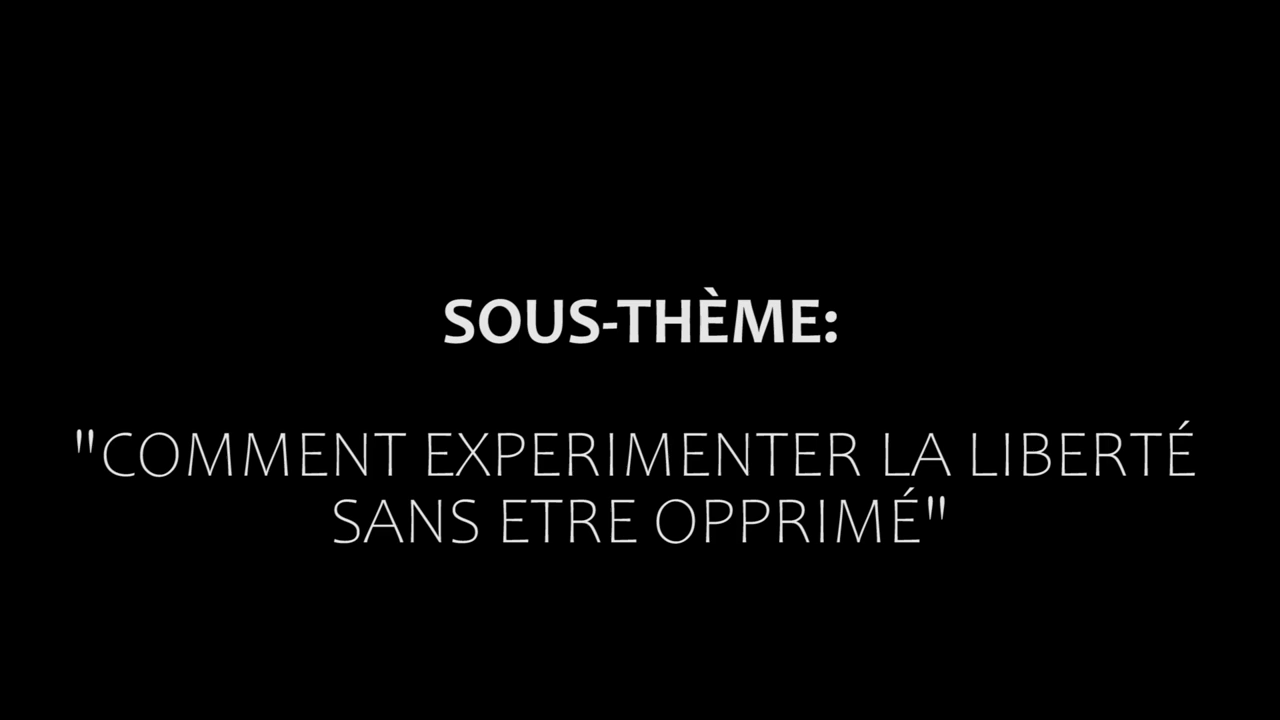 SOUS-THÈME:
"COMMENT EXPERIMENTER LA LIBERTÉ
SANS ETRE OPPRIMÉ"